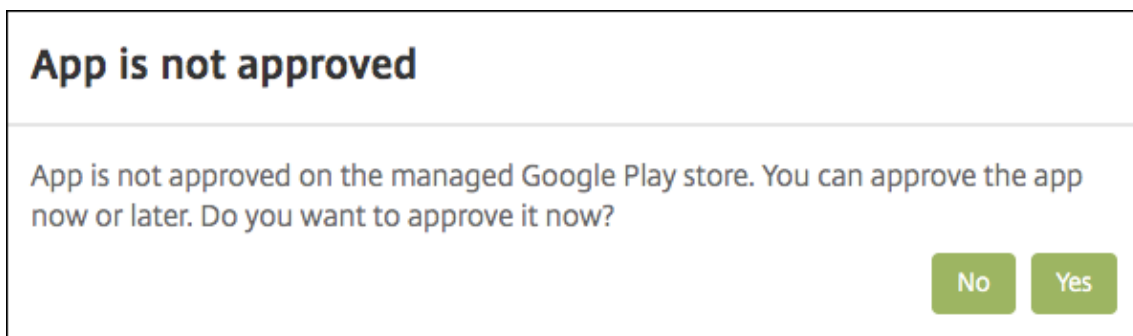 App is not approved
App is not approved on the managed Google Play store. You can approve the app
now or later. Do you want to approve it now?
No Yes